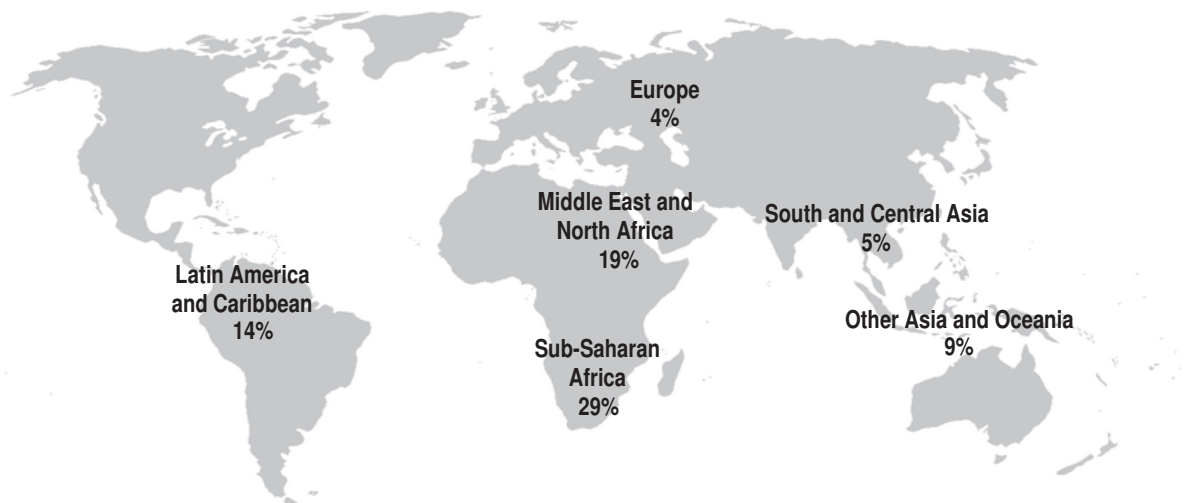 Europe
4%
Middle East and
North Africa
19%
South and Central Asia
5%
Latin America
and Caribbean
14%
Other Asia and Oceania
9%
Sub-Saharan
Africa
29%